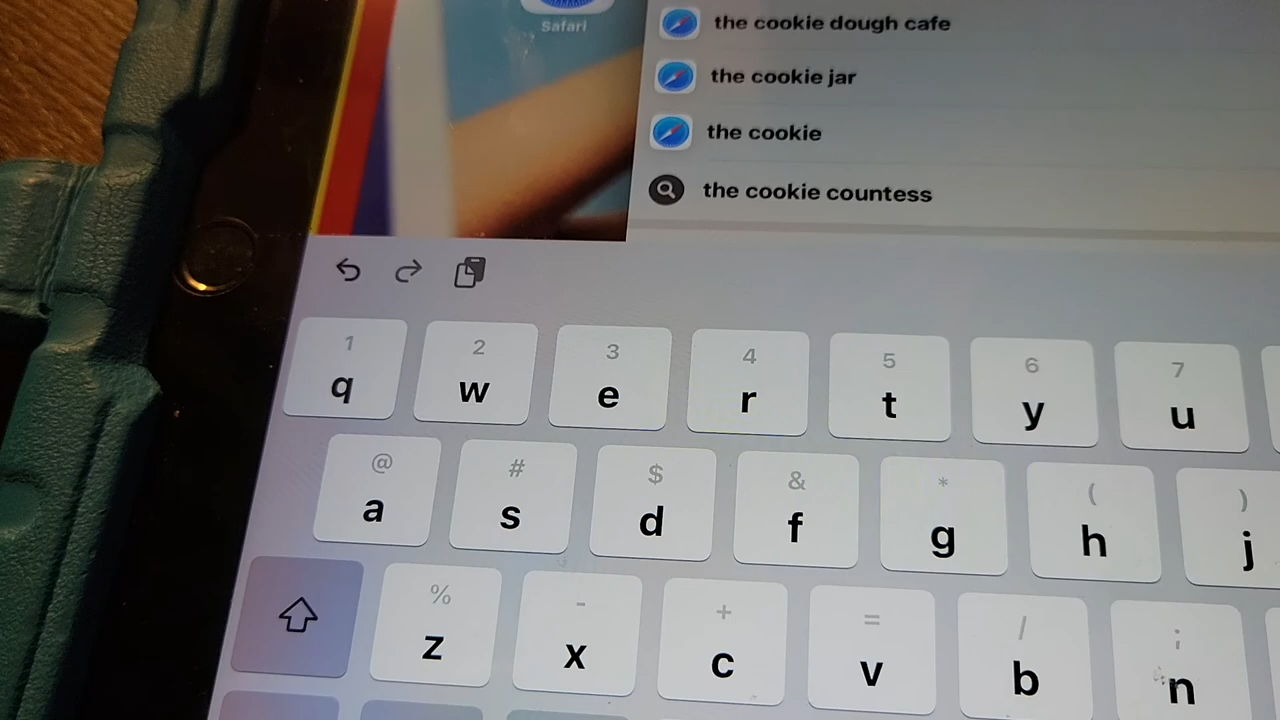 Safari
the cookie dough cafe
the cookie jar
the cookie
the cookie countess
1 2 3 4 5 6 7
q w e r t y u
@ # $ & * ( )
a s d f g h j
% - + = / ;
z x c v b n